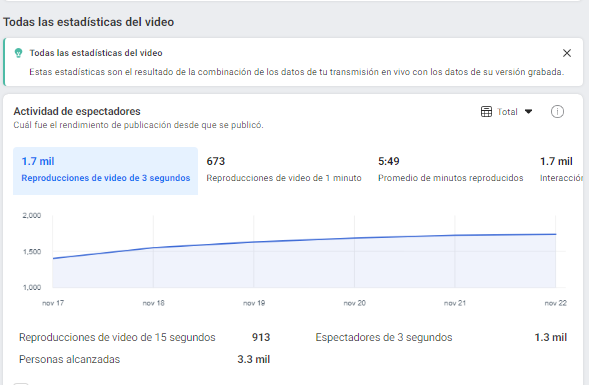 Todas las estadísticas del video
Todas las estadísticas del video
Estas estadísticas son el resultado de la combinación de los datos de tu transmisión en vivo con los datos de su versión grabada.
Actividad de espectadores
Total
Cuál fue el rendimiento de publicación desde que se publicó.
1.7 mil 673 5:49 1.7 mil
Reproducciones de video de 3 segundos Reproducciones de video de 1 minuto Promedio de minutos reproducidos Interacción
2,000
1,500
1,000
nov 17 nov 18 nov 19 nov 20 nov 21 nov 22
Reproducciones de video de 15 segundos 913 Espectadores de 3 segundos 1.3 mil
Personas alcanzadas 3.3 mil